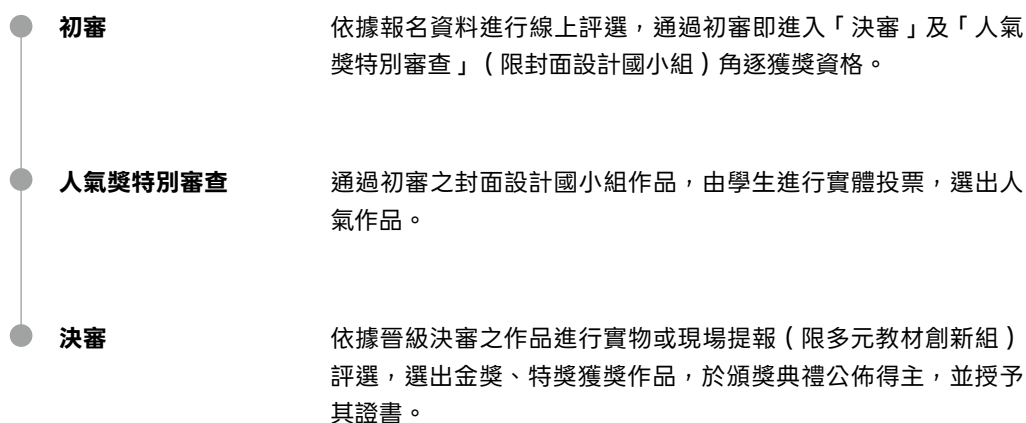 初審
依據報名資料進行線上評選，通過初審即進入「決審」及「人氣
獎特別審查」（限封面設計國小組）角逐獲獎資格。
人氣獎特別審查
通過初審之封面設計國小組作品，由學生進行實體投票，選出人
氣作品。
決審
依據晉級決審之作品進行實物或現場提報（限多元教材創新組）
評選，選出金獎、特獎獲獎作品，於頒獎典禮公佈得主，並授予
其證書。